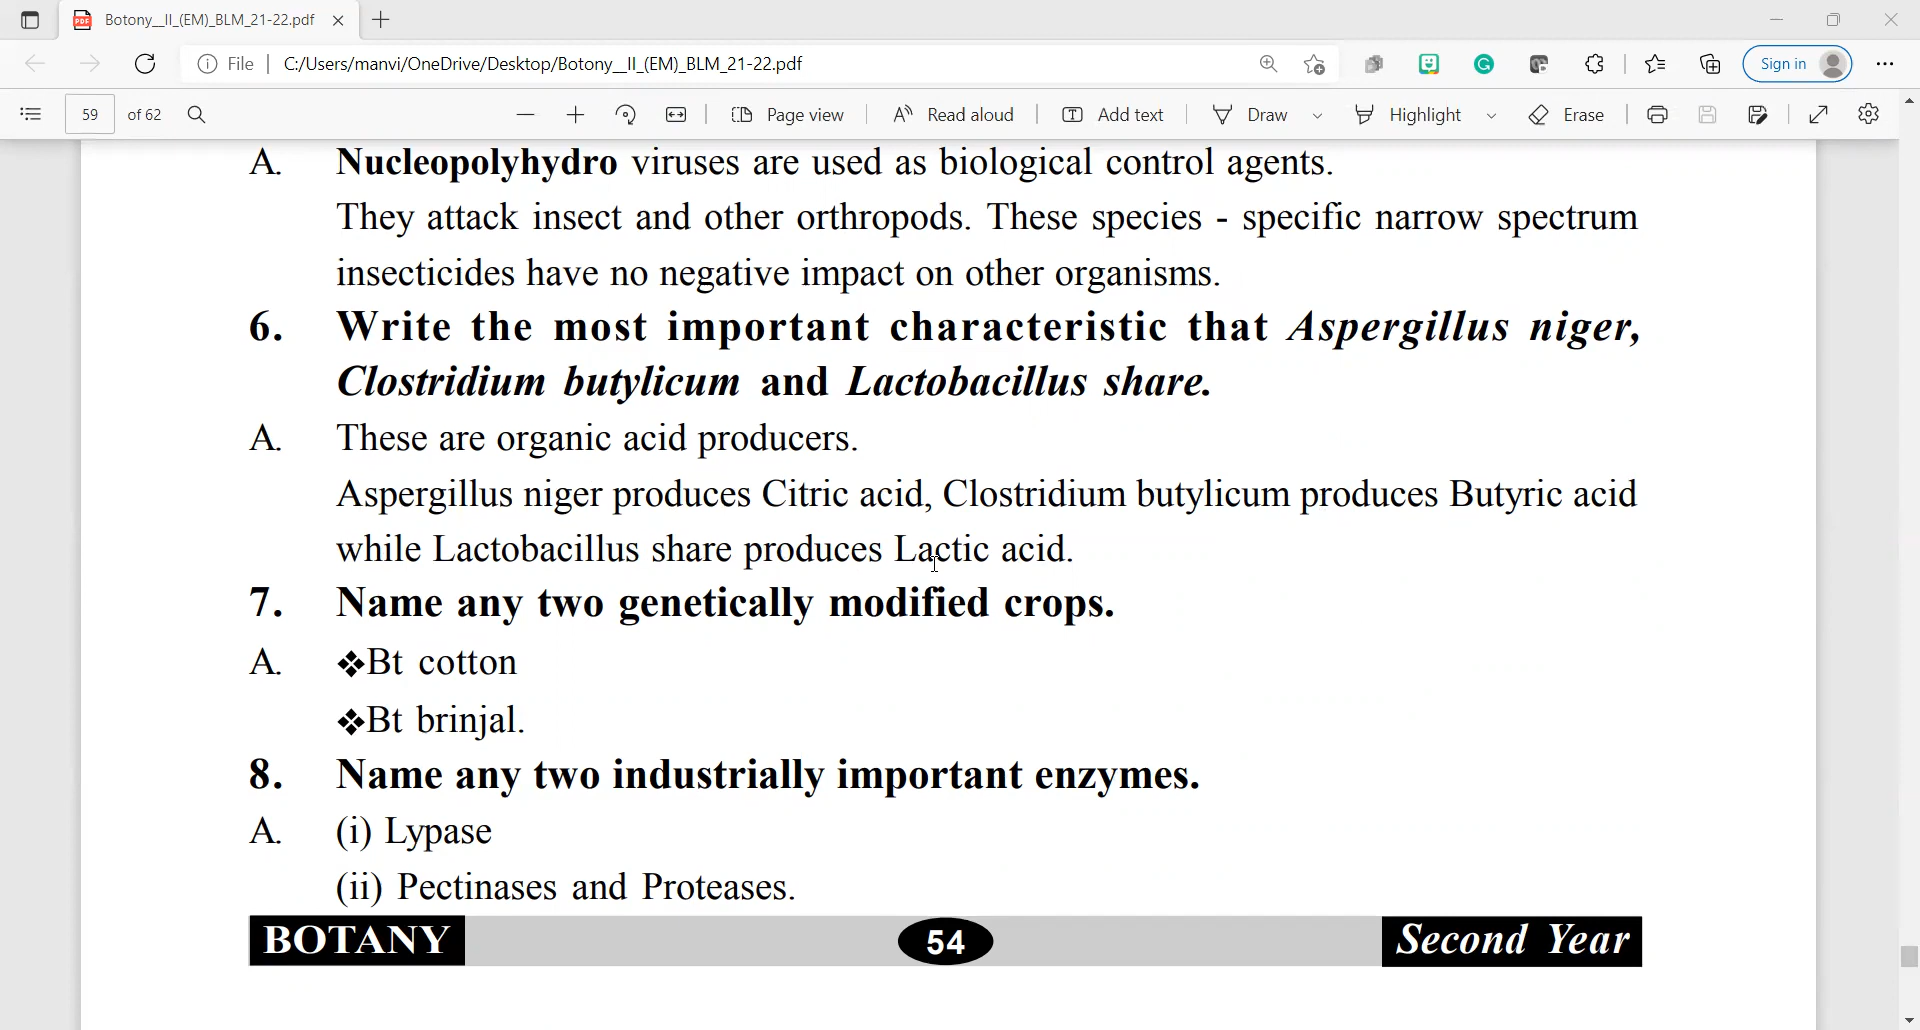 Botony__II_(EM)_BLM_21-22.pdf
File C:/Users/manvi/OneDrive/Desktop/Botony__II_(EM)_BLM_21-22.pdf Sign in
59 of 62 Page view Read aloud Add text Draw Highlight Erase
A. Nucleopolyhydro viruses are used as biological control agents.
They attack insect and other orthropods. These species - specific narrow spectrum
insecticides have no negative impact on other organisms.
6. Write the most important characteristic that Aspergillus niger,
Clostridium butylicum and Lactobacillus share.
A. These are organic acid producers.
Aspergillus niger produces Citric acid, Clostridium butylicum produces Butyric acid
while Lactobacillus share produces Lactic acid.
7. Name any two genetically modified crops.
A. ❖Bt cotton
❖Bt brinjal.
8. Name any two industrially important enzymes.
A. (i) Lypase
(ii) Pectinases and Proteases.
BOTANY 54 Second Year